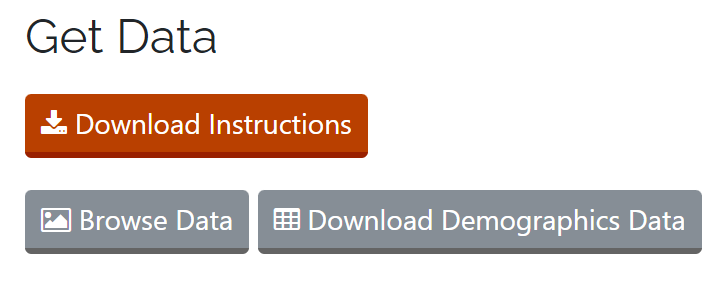 Get Data
Download Instructions
Browse Data Download Demographics Data